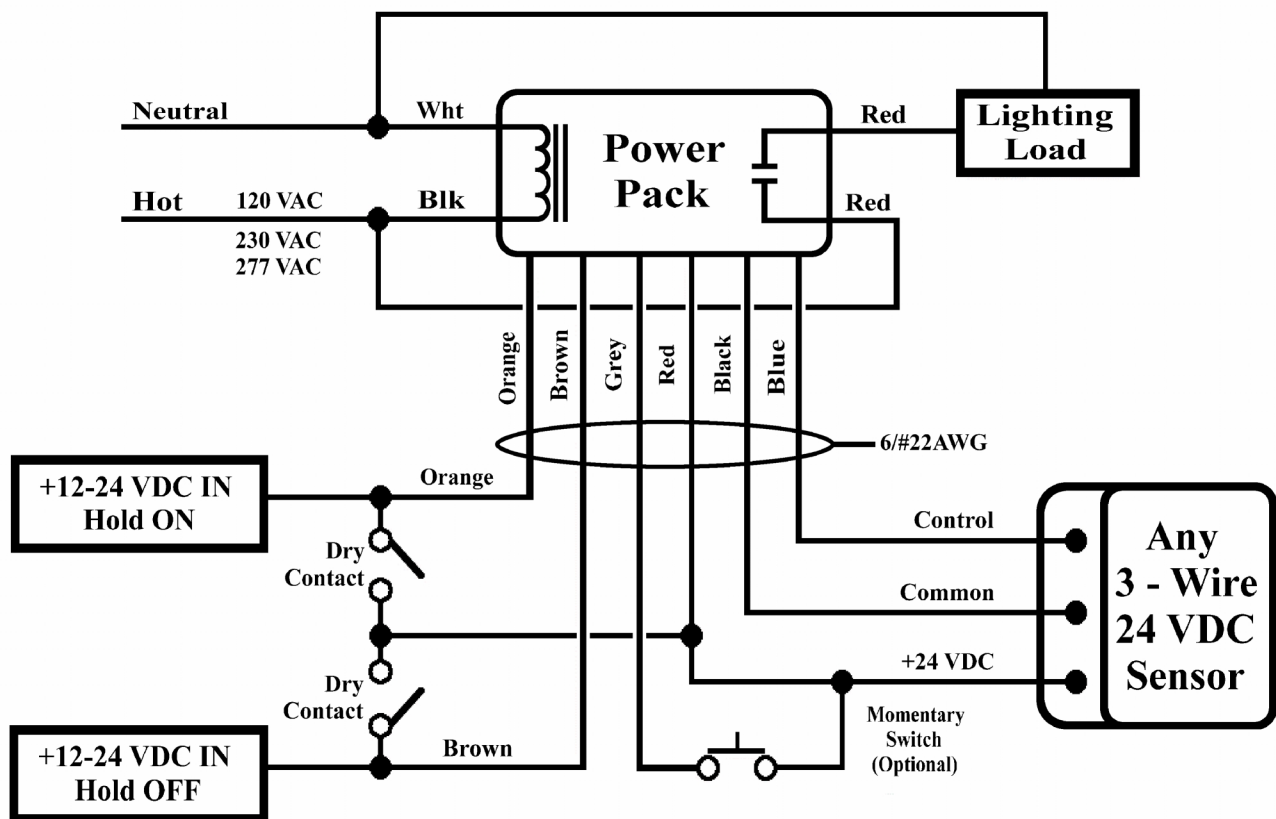 Neutral
Wht
Hot
120 VAC
230 VAC
277 VAC
Blk
Power
Pack
Red
Red
Lighting
Load
Orange
Brown
Grey
Red
Black
Blue
6/#22AWG
+12-24 VDC IN
Hold ON
Orange
Dry
Contact
Dry
Contact
+12-24 VDC IN
Hold OFF
Brown
Control
Common
+24 VDC
Momentary
Switch
(Optional)
Any
3 - Wire
24 VDC
Sensor